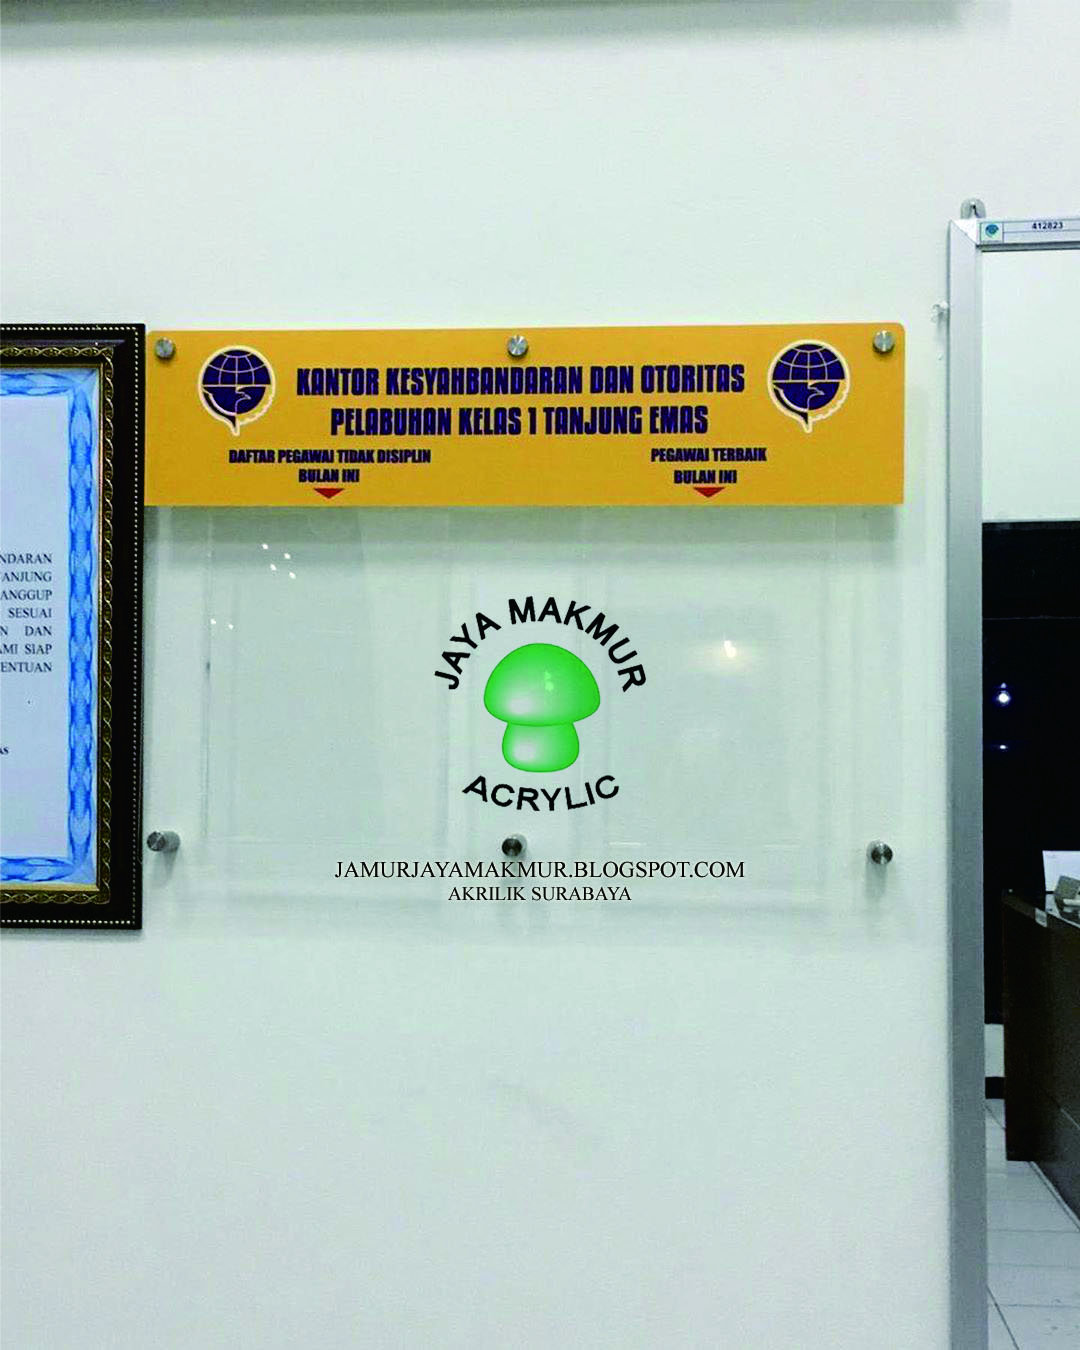 412823
KANTOR KESYAHBANDARAN DAN OTORITAS
PELABUHAN KELAS 1 TANJUNG EMAS
DAFTAR PEGAWAI TIDAK DISIPLIN
BULAN INI
PEGAWAI TERBAIK
BULAN INI
NDARAN
ANJUNG
ANGGUP
SESUAI
N DAN
AMI SIAP
ENTUAN
AS
JAYA MAKMUR
ACRYLIC
JAMURJAYAMAKMUR.BLOGSPOT.COM
AKRILIK SURABAYA